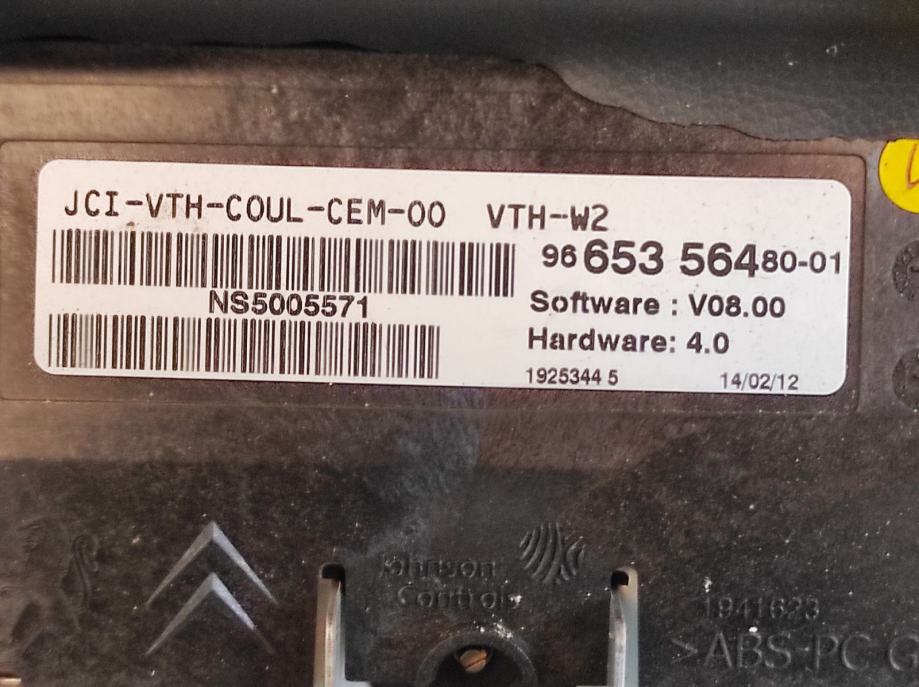 JCI-VTH-COUL-CEM-00 VTH-W2
96 653 564 80-01
NS5005571
Software : V08.00
Hardware: 4.0
1925344 5 14/02/12
Johnson
Controls
1941623
>ABS-PC